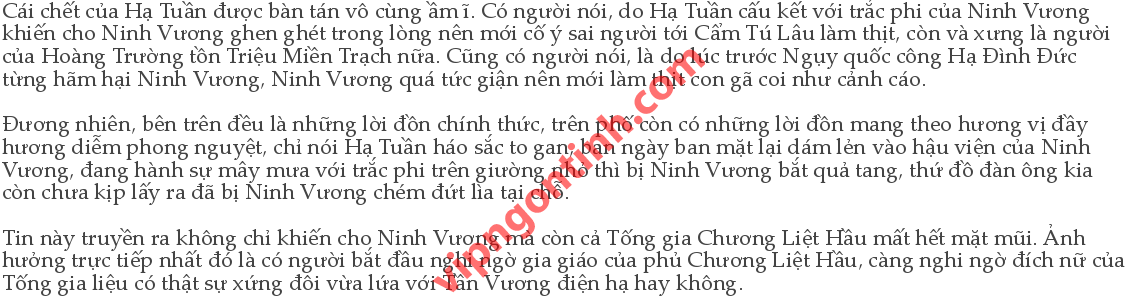 Cái chết của Hạ Tuần được bàn tán vô cùng ầm ĩ. Có người nói, do Hạ Tuần cấu kết với trắc phi của Ninh Vương
khiến cho Ninh Vương ghen ghét trong lòng nên mới cố ý sai người tới Cẩm Tú Lâu làm thịt, còn và xưng là người
của Hoàng Trường tồn Triệu Miền Trạch nữa. Cũng có người nói, là do lúc trước Ngụy quốc công Hạ Đình Đức
từng hãm hại Ninh Vương, Ninh Vương quá tức giận nên mới làm thịt con gã coi như cảnh cáo.
Đương nhiên, bên trên đều là những lời đồn chính thức, trên phố còn có những lời đồn mang theo hương vị đầy
hương diễm phong nguyệt, chỉ nói Hạ Tuần háo sắc to gan, ban ngày ban mặt lại dám lẻn vào hậu viện của Ninh
Vương, đang hành sự mây mưa với trắc phi trên giường nhỏ thì bị Ninh Vương bắt quả tang, thứ đồ đàn ông kia
còn chưa kịp lấy ra đã bị Ninh Vương chém đứt lìa tại chỗ.
Tin này truyền ra không chỉ khiến cho Ninh Vương mà còn cả Tống gia Chương Liệt Hầu mất hết mặt mũi. Ảnh
hưởng trực tiếp nhất đó là có người bắt đầu nghi ngờ gia giáo của phủ Chương Liệt Hầu, càng nghi ngờ đích nữ của
Tống gia liệu có thật sự xứng đôi vừa lứa với Tấn Vương điện hạ hay không.
vipngontinh.com